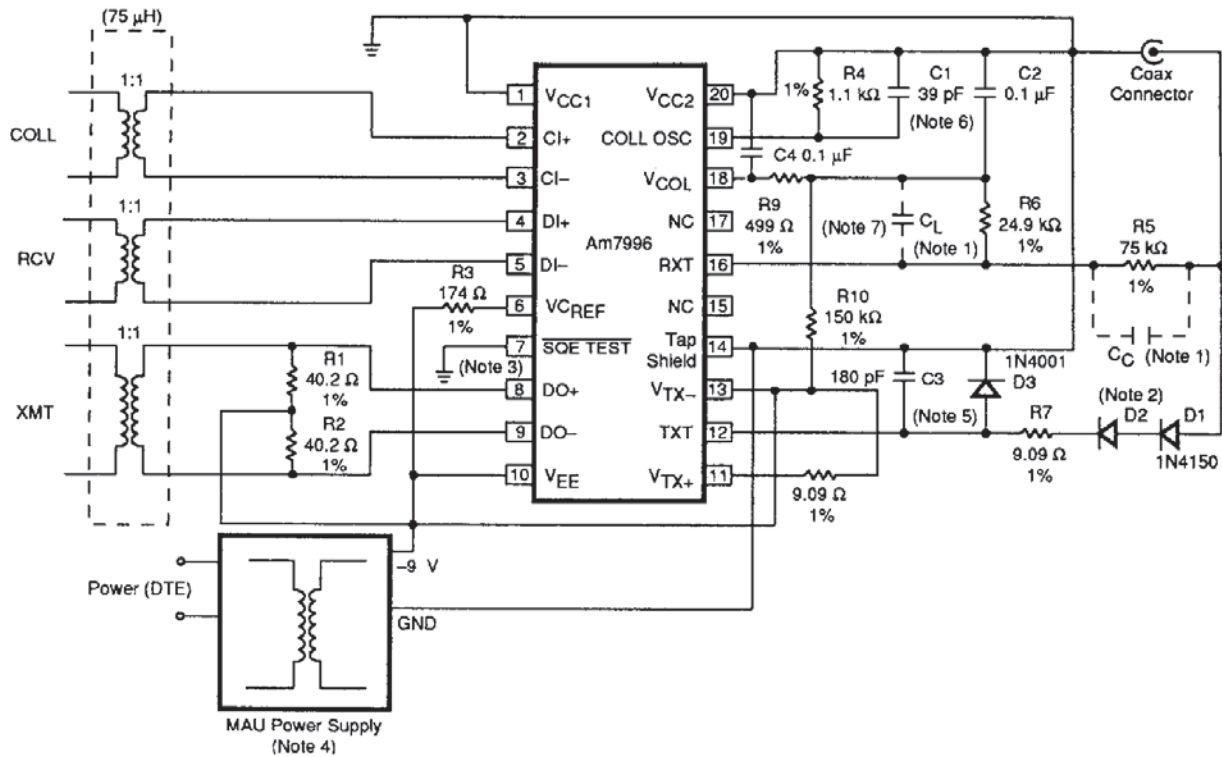 (75 μH)
1:1
COLL
1:1
RCV
1:1
XMT
R1
40.2 Ω
1%
R2
40.2 Ω
1%
R3
174 Ω
1%
(Note 3)
Am7996
1 VCC1
2 CI+
3 CI–
4 DI+
5 DI–
6 VCREF
7 SQE TEST
8 DO+
9 DO–
10 VEE
VCC2 20
COLL OSC 19
VCOL 18
NC 17
RXT 16
NC 15
Tap
Shield 14
VTX– 13
TXT 12
VTX+ 11
1%
R4
1.1 kΩ
C1
39 pF
(Note 6)
C2
0.1 μF
Coax
Connector
C4 0.1 μF
R9
499 Ω
1%
(Note 7)
CL
(Note 1)
R6
24.9 kΩ
1%
R5
75 kΩ
1%
CC (Note 1)
R10
150 kΩ
1%
180 pF
C3
(Note 5)
1N4001
D3
(Note 2)
D2
D1
1N4150
R7
9.09 Ω
1%
9.09 Ω
1%
Power (DTE)
–9 V
GND
MAU Power Supply
(Note 4)